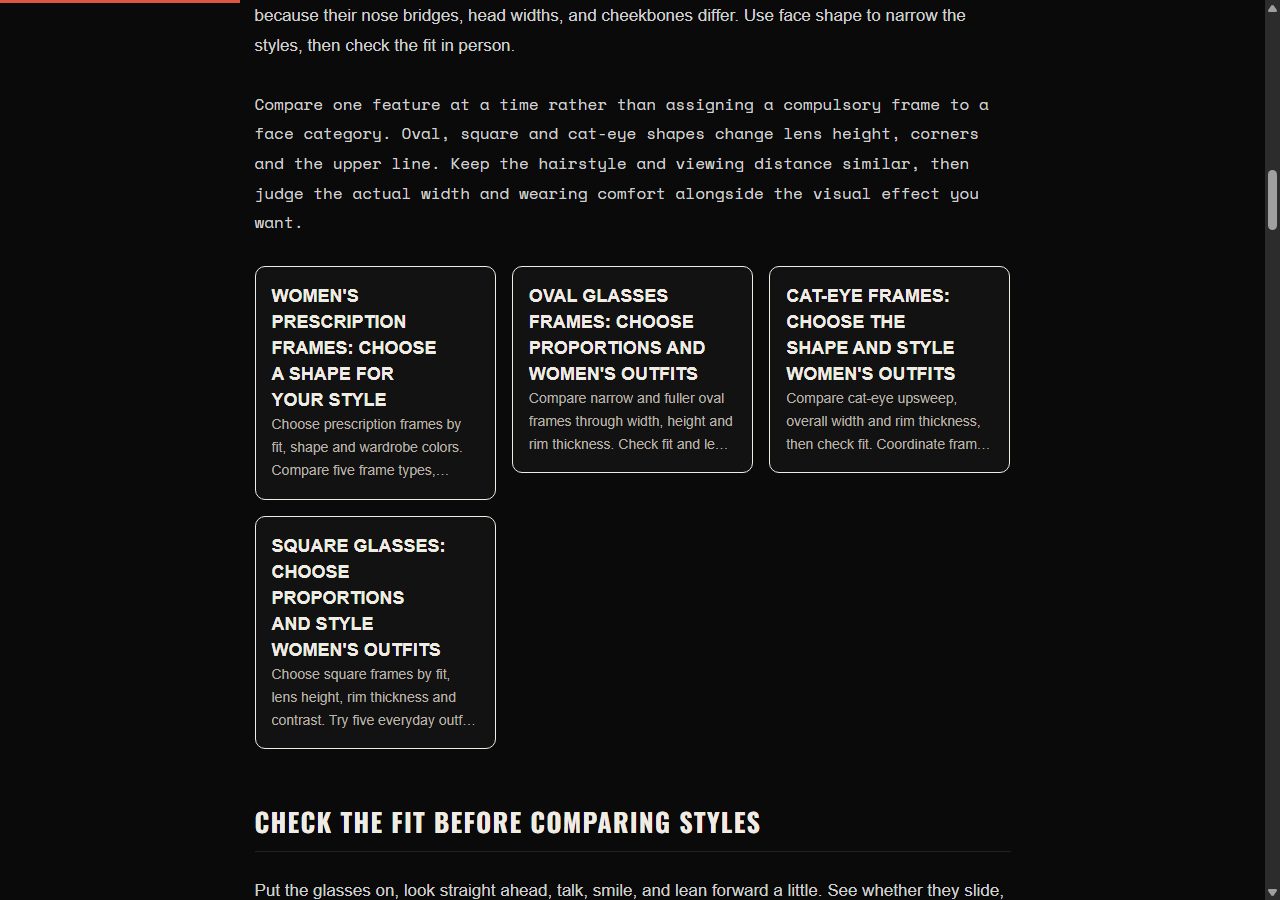 because their nose bridges, head widths, and cheekbones differ. Use face shape to narrow the
styles, then check the fit in person.
Compare one feature at a time rather than assigning a compulsory frame to a
face category. Oval, square and cat-eye shapes change lens height, corners
and the upper line. Keep the hairstyle and viewing distance similar, then
judge the actual width and wearing comfort alongside the visual effect you
want.
WOMEN'S
PRESCRIPTION
FRAMES: CHOOSE
A SHAPE FOR
YOUR STYLE
Choose prescription frames by
fit, shape and wardrobe colors.
Compare five frame types,…
OVAL GLASSES
FRAMES: CHOOSE
PROPORTIONS AND
WOMEN'S OUTFITS
Compare narrow and fuller oval
frames through width, height and
rim thickness. Check fit and le…
CAT-EYE FRAMES:
CHOOSE THE
SHAPE AND STYLE
WOMEN'S OUTFITS
Compare cat-eye upsweep,
overall width and rim thickness,
then check fit. Coordinate fram…
SQUARE GLASSES:
CHOOSE
PROPORTIONS
AND STYLE
WOMEN'S OUTFITS
Choose square frames by fit,
lens height, rim thickness and
contrast. Try five everyday outf…
CHECK THE FIT BEFORE COMPARING STYLES
Put the glasses on, look straight ahead, talk, smile, and lean forward a little. See whether they slide,